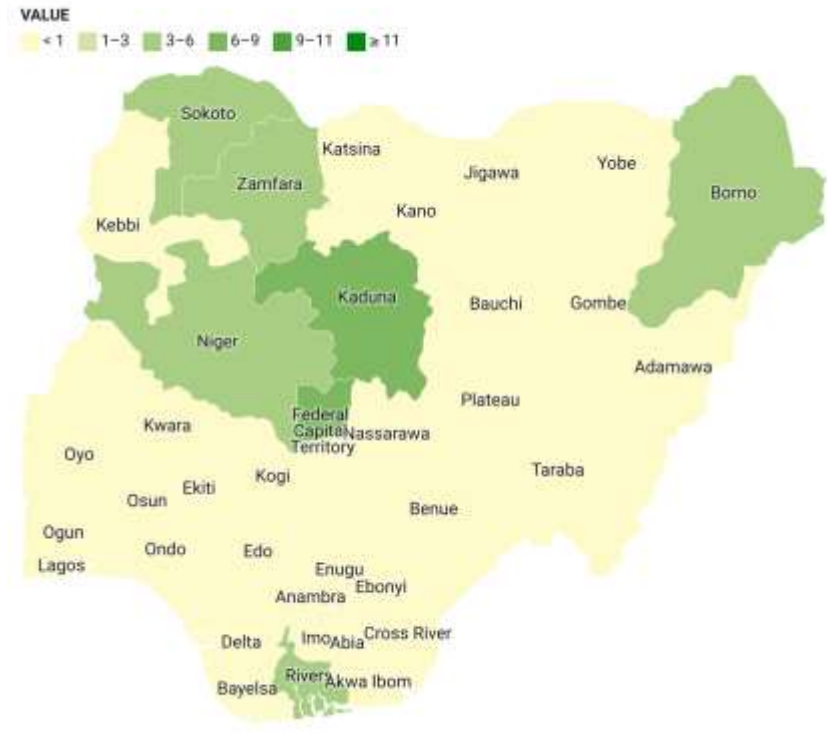 VALUE
< 1 1–3 3–6 6–9 9–11 ≥ 11
Sokoto
Katsina
Yobe
Jigawa
Zamfara
Borno
Kano
Kebbi
Kaduna
Bauchi
Gombe
Niger
Adamawa
Plateau
Federal
Capital
Territory
Nassarawa
Kwara
Oyo
Taraba
Kogi
Ekiti
Osun
Benue
Ogun
Ondo
Edo
Lagos
Enugu
Ebonyi
Anambra
Cross River
Delta
Imo
Abia
Rivers
Akwa Ibom
Bayelsa